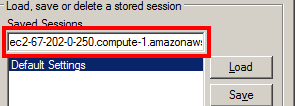 Load, save or delete a stored session
Saved Sessions
ec2-67-202-0-250.compute-1.amazonaws
Default Settings
Load
Save